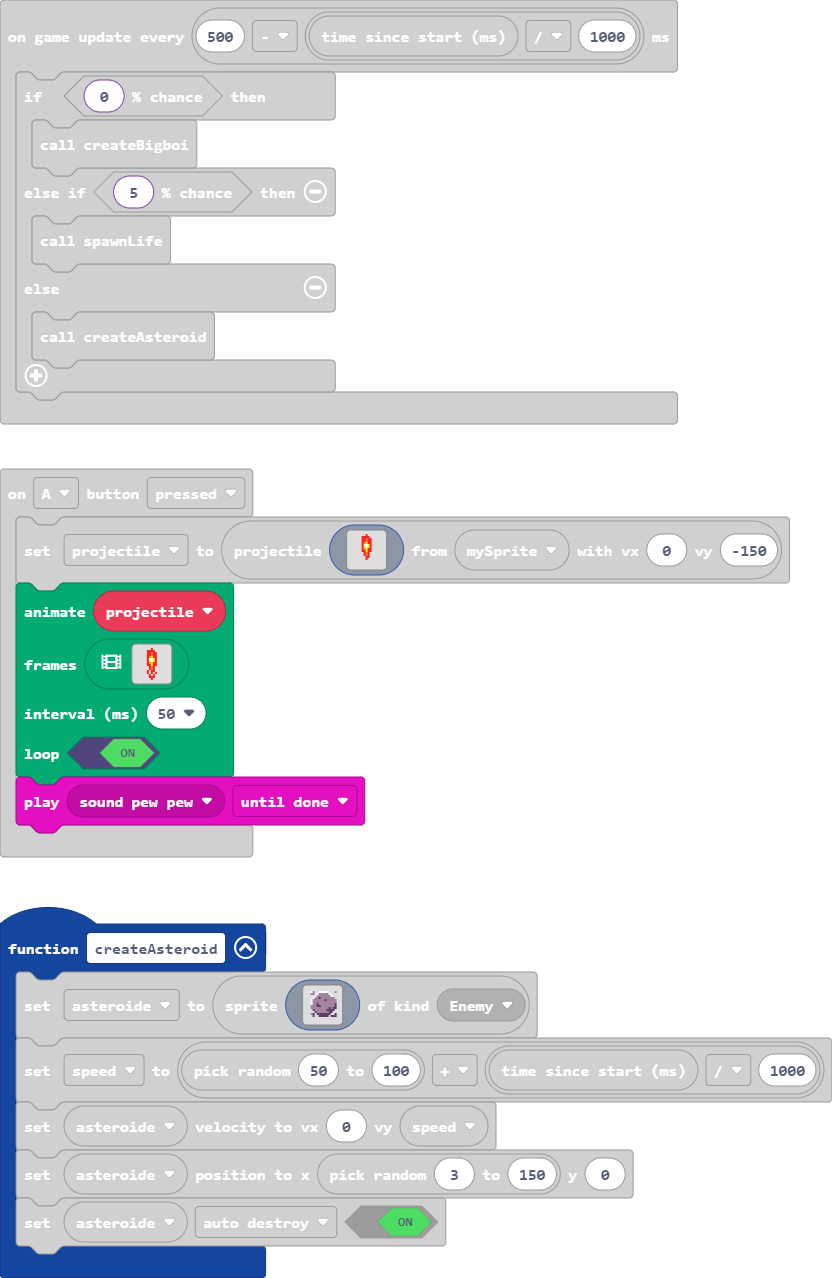 on game update every 500 - time since start (ms) / 1000 ms
if 0 % chance then
call createBigboi
else if 5 % chance then
call spawnLife
else
call createAsteroid
on A button pressed
set projectile to projectile from mySprite with vx 0 vy -150
animate projectile
frames
interval (ms) 50
loop ON
play sound pew pew until done
function createAsteroid
set asteroide to sprite of kind Enemy
set speed to pick random 50 to 100 + time since start (ms) / 1000
set asteroide velocity to vx 0 vy speed
set asteroide position to x pick random 3 to 150 y 0
set asteroide auto destroy ON